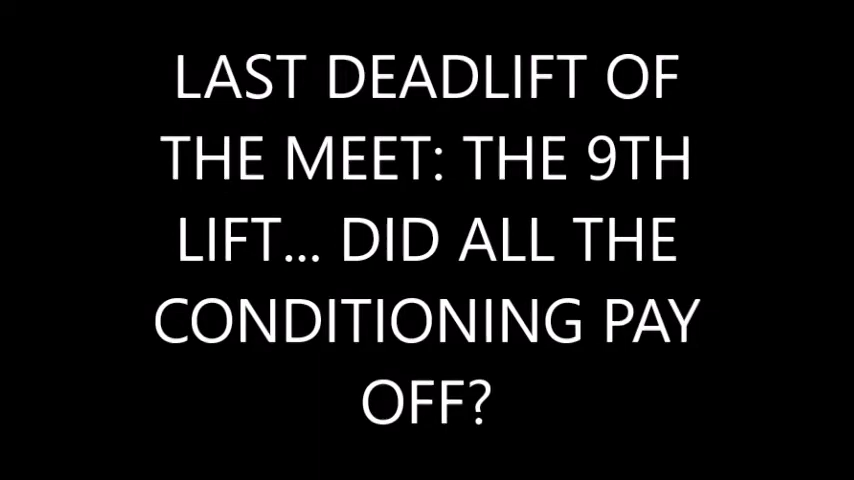 LAST DEADLIFT OF
THE MEET: THE 9TH
LIFT... DID ALL THE
CONDITIONING PAY
OFF?